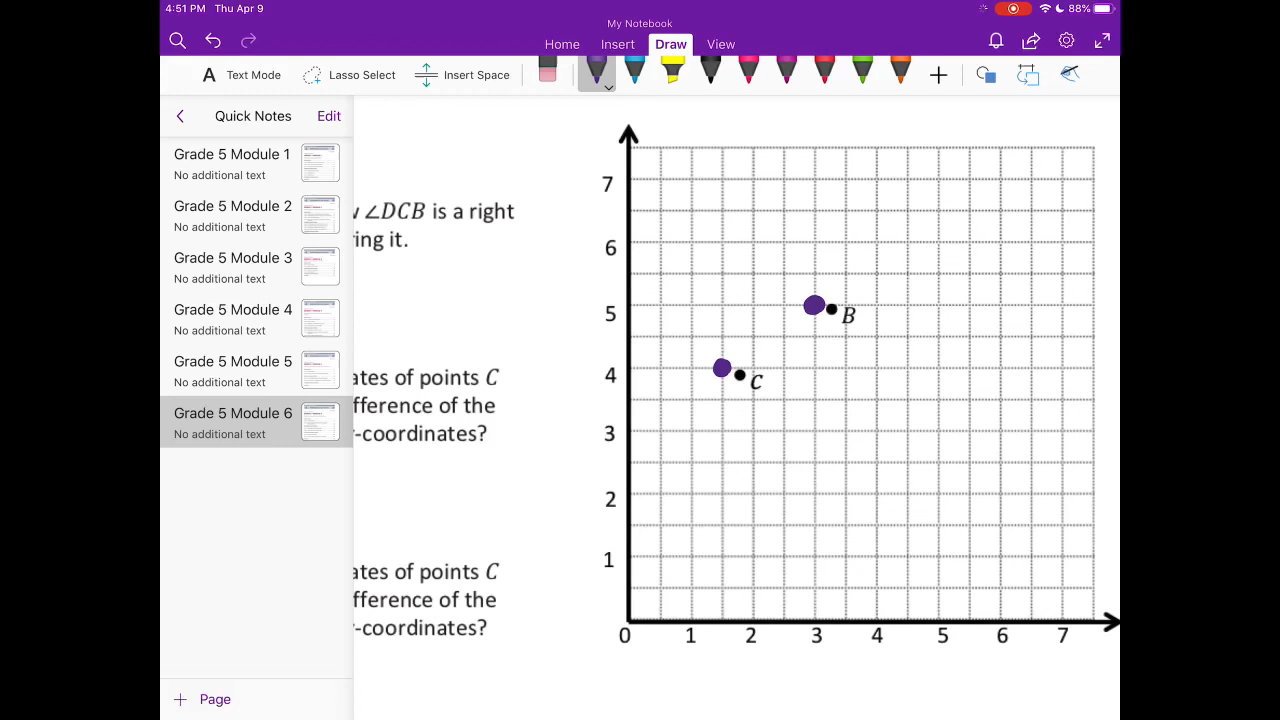 4:51 PM Thu Apr 9
88%
My Notebook
Home Insert Draw View
A Text Mode Lasso Select Insert Space
Quick Notes Edit
Grade 5 Module 1
No additional text
Grade 5 Module 2
No additional text
Grade 5 Module 3
No additional text
Grade 5 Module 4
No additional text
Grade 5 Module 5
No additional text
Grade 5 Module 6
No additional text
Page
∠DCB is a right
ring it.
ates of points C
fference of the
-coordinates?
ates of points C
fference of the
-coordinates?
7
6
5
4
3
2
1
B
C
0 1 2 3 4 5 6 7